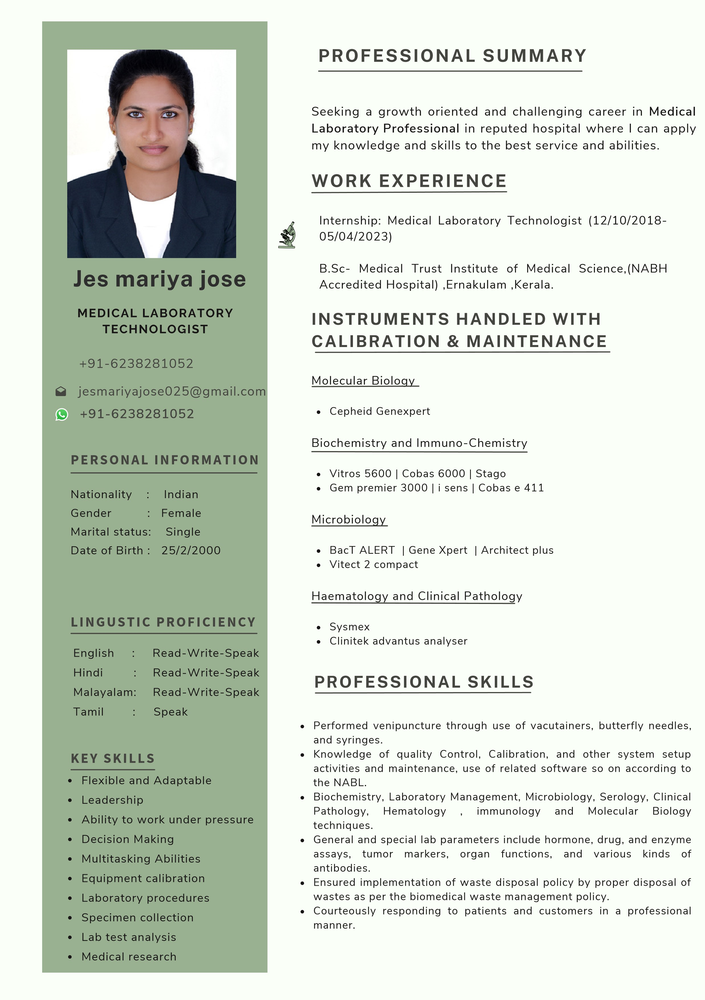 Jes mariya jose
MEDICAL LABORATORY
TECHNOLOGIST
+91-6238281052
jesmariyajose025@gmail.com
+91-6238281052
PERSONAL INFORMATION
Nationality : Indian
Gender : Female
Marital status: Single
Date of Birth : 25/2/2000
LINGUSTIC PROFICIENCY
English : Read-Write-Speak
Hindi : Read-Write-Speak
Malayalam: Read-Write-Speak
Tamil : Speak
KEY SKILLS
• Flexible and Adaptable
• Leadership
• Ability to work under pressure
• Decision Making
• Multitasking Abilities
• Equipment calibration
• Laboratory procedures
• Specimen collection
• Lab test analysis
• Medical research
PROFESSIONAL SUMMARY
Seeking a growth oriented and challenging career in Medical
Laboratory Professional in reputed hospital where I can apply
my knowledge and skills to the best service and abilities.
WORK EXPERIENCE
Internship: Medical Laboratory Technologist (12/10/2018-
05/04/2023)
B.Sc- Medical Trust Institute of Medical Science,(NABH
Accredited Hospital) ,Ernakulam ,Kerala.
INSTRUMENTS HANDLED WITH
CALIBRATION & MAINTENANCE
Molecular Biology
• Cepheid Genexpert
Biochemistry and Immuno-Chemistry
• Vitros 5600 | Cobas 6000 | Stago
• Gem premier 3000 | i sens | Cobas e 411
Microbiology
• BacT ALERT | Gene Xpert | Architect plus
• Vitect 2 compact
Haematology and Clinical Pathology
• Sysmex
• Clinitek advantus analyser
PROFESSIONAL SKILLS
• Performed venipuncture through use of vacutainers, butterfly needles,
and syringes.
• Knowledge of quality Control, Calibration, and other system setup
activities and maintenance, use of related software so on according to
the NABL.
• Biochemistry, Laboratory Management, Microbiology, Serology, Clinical
Pathology, Hematology , immunology and Molecular Biology
techniques.
• General and special lab parameters include hormone, drug, and enzyme
assays, tumor markers, organ functions, and various kinds of
antibodies.
• Ensured implementation of waste disposal policy by proper disposal of
wastes as per the biomedical waste management policy.
• Courteously responding to patients and customers in a professional
manner.